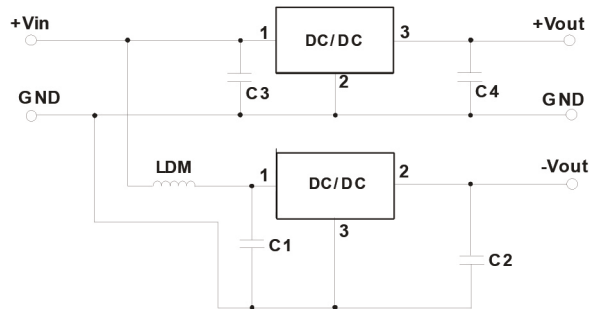 +Vin
1
DC/DC
3
+Vout
2
C3
C4
GND
GND
LDM
1
DC/DC
2
-Vout
3
C1
C2